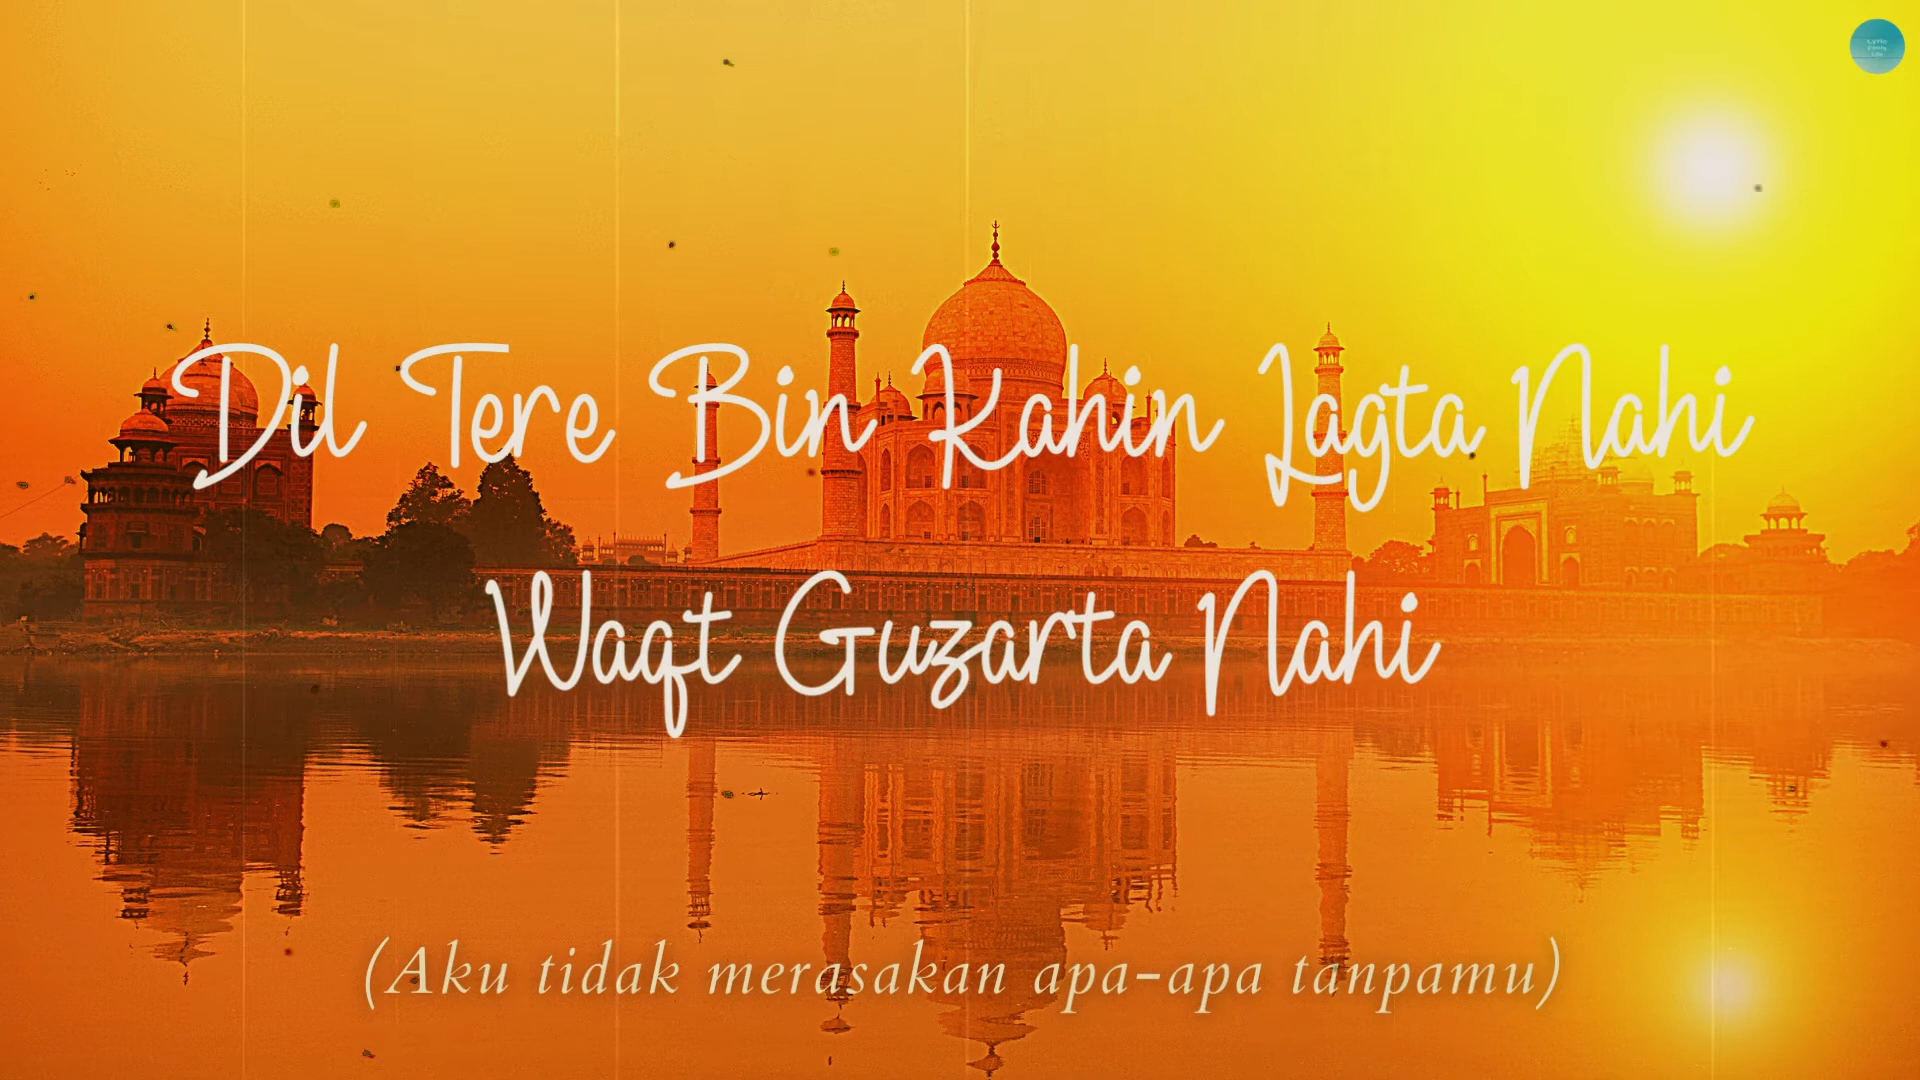 Dil Tere Bin Kahin Lagta Nahi
Waqt Guzarta Nahi
(Aku tidak merasakan apa-apa tanpamu)